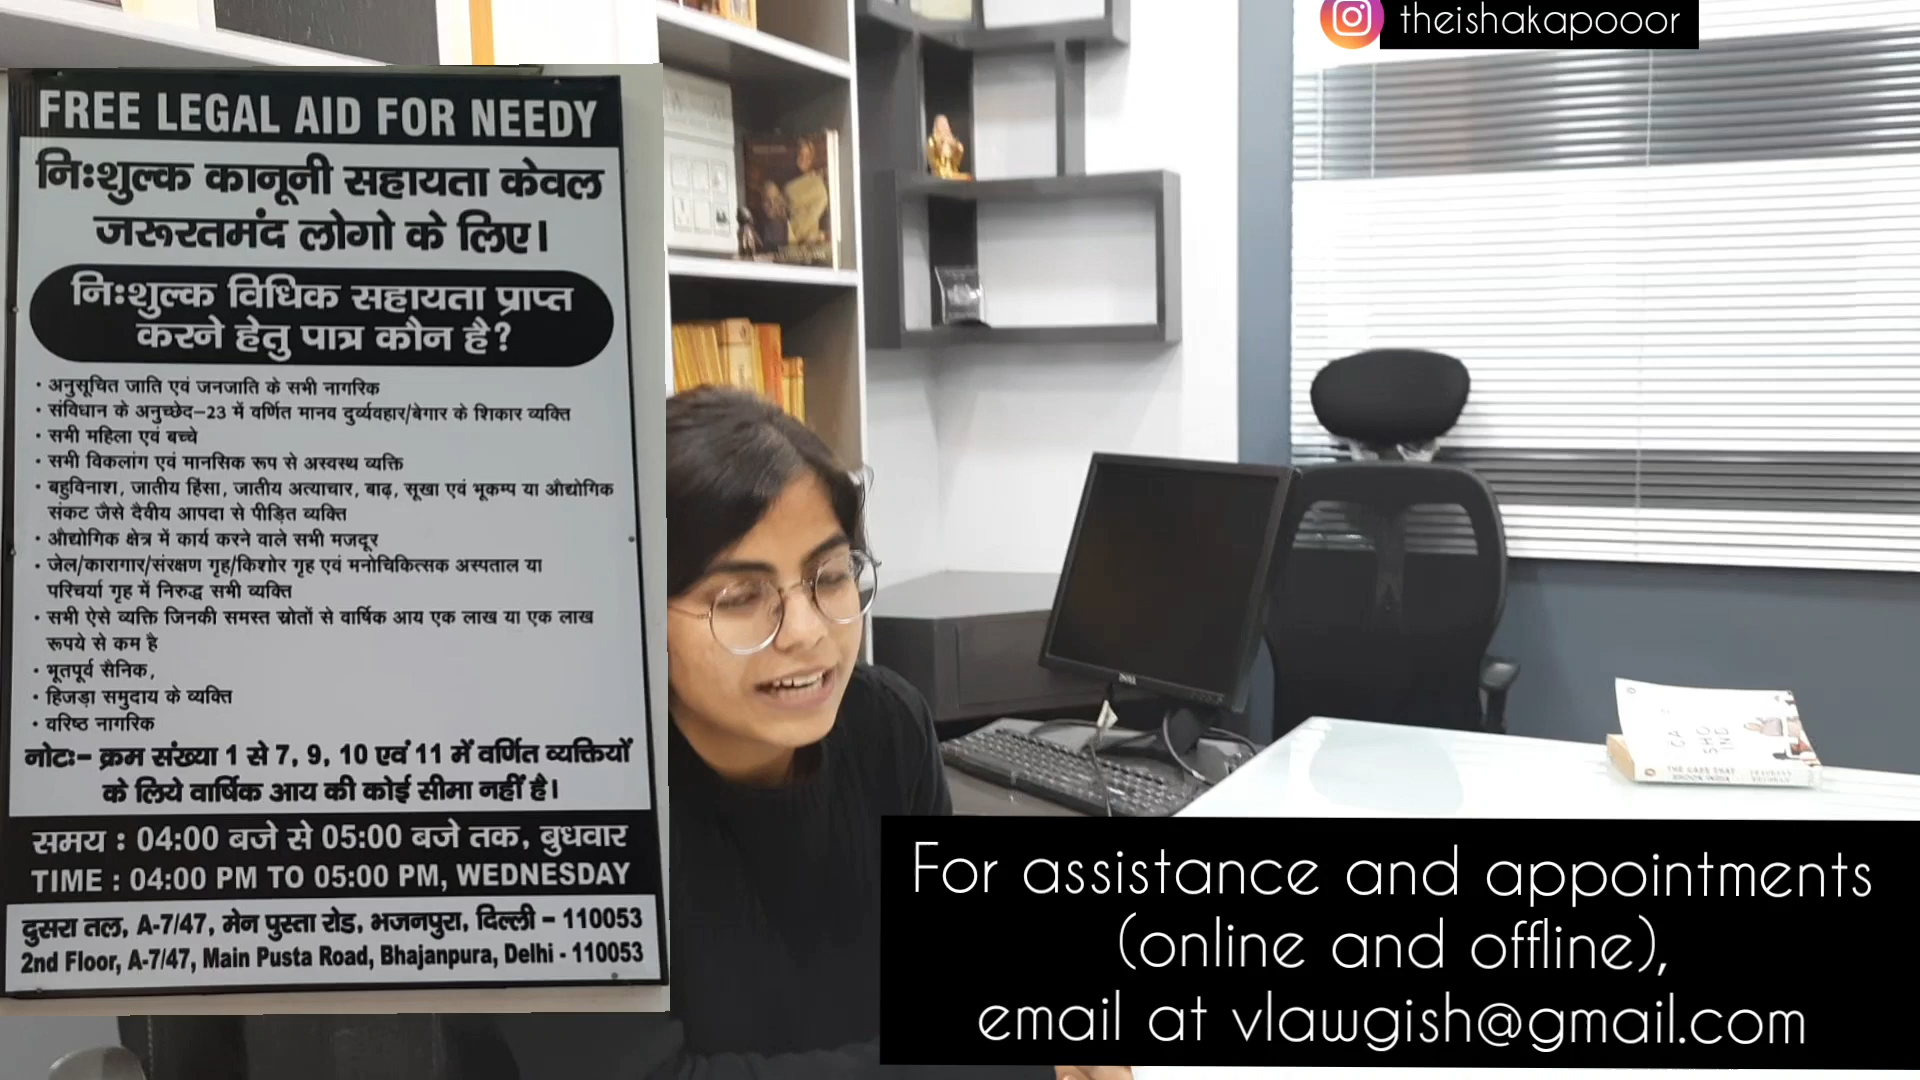 theishakapooor
FREE LEGAL AID FOR NEEDY
निःशुल्क कानूनी सहायता केवल
जरूरतमंद लोगो के लिए।
निःशुल्क विधिक सहायता प्राप्त
करने हेतु पात्र कौन है?
• अनुसूचित जाति एवं जनजाति के सभी नागरिक
• संविधान के अनुच्छेद–23 में वर्णित मानव दुर्व्यवहार/बेगार के शिकार व्यक्ति
• सभी महिला एवं बच्चे
• सभी विकलांग एवं मानसिक रूप से अस्वस्थ व्यक्ति
• बहुविनाश, जातीय हिंसा, जातीय अत्याचार, बाढ़, सूखा एवं भूकम्प या औद्योगिक
संकट जैसे दैवीय आपदा से पीड़ित व्यक्ति
• औद्योगिक क्षेत्र में कार्य करने वाले सभी मजदूर
• जेल/कारागार/संरक्षण गृह/किशोर गृह एवं मनोचिकित्सक अस्पताल या
परिचर्या गृह में निरुद्ध सभी व्यक्ति
• सभी ऐसे व्यक्ति जिनकी समस्त स्रोतों से वार्षिक आय एक लाख या एक लाख
रूपये से कम है
• भूतपूर्व सैनिक,
• हिजड़ा समुदाय के व्यक्ति
• वरिष्ठ नागरिक
नोटः– क्रम संख्या 1 से 7, 9, 10 एवं 11 में वर्णित व्यक्तियों
के लिये वार्षिक आय की कोई सीमा नहीं है।
समय : 04:00 बजे से 05:00 बजे तक, बुधवार
TIME : 04:00 PM TO 05:00 PM, WEDNESDAY
दुसरा तल, A-7/47, मेन पुस्ता रोड, भजनपुरा, दिल्ली – 110053
2nd Floor, A-7/47, Main Pusta Road, Bhajanpura, Delhi - 110053
DELL
THE CASE THAT
SHOOK INDIA
For assistance and appointments
(online and offline),
email at vlawgish@gmail.com